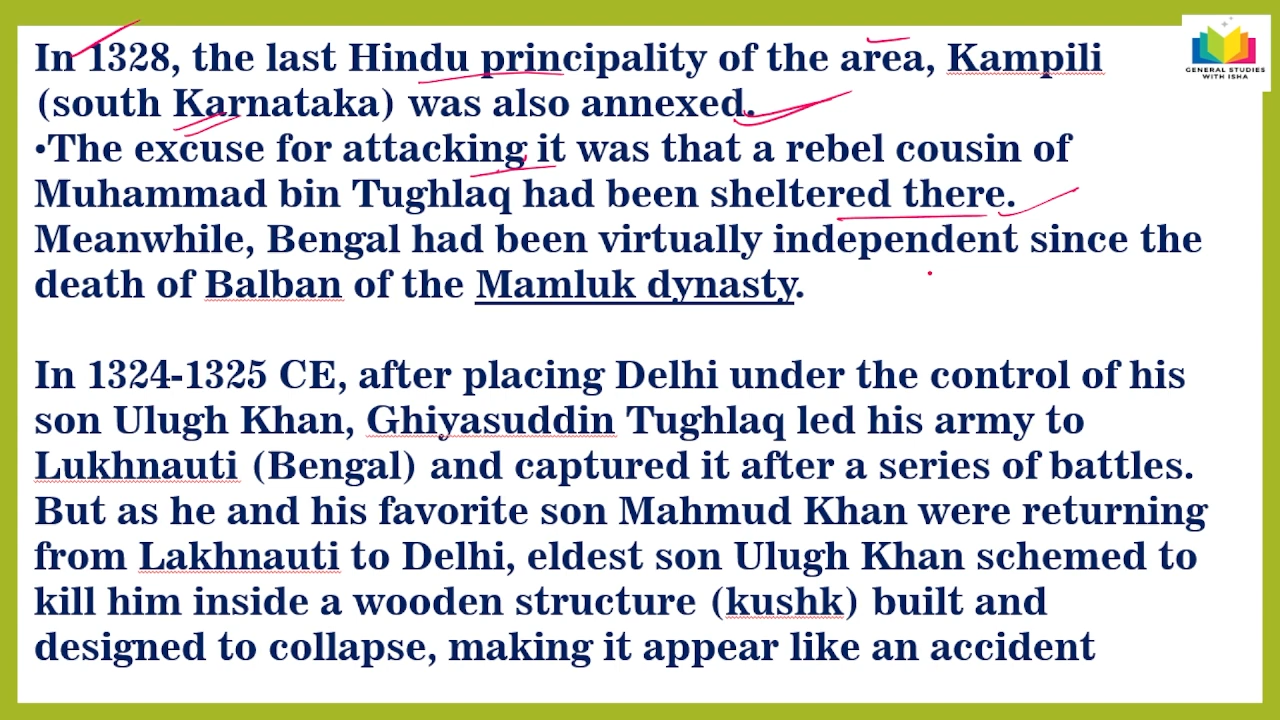 In 1328, the last Hindu principality of the area, Kampili
(south Karnataka) was also annexed.
•The excuse for attacking it was that a rebel cousin of
Muhammad bin Tughlaq had been sheltered there.
Meanwhile, Bengal had been virtually independent since the
death of Balban of the Mamluk dynasty.
In 1324-1325 CE, after placing Delhi under the control of his
son Ulugh Khan, Ghiyasuddin Tughlaq led his army to
Lukhnauti (Bengal) and captured it after a series of battles.
But as he and his favorite son Mahmud Khan were returning
from Lakhnauti to Delhi, eldest son Ulugh Khan schemed to
kill him inside a wooden structure (kushk) built and
designed to collapse, making it appear like an accident
GENERAL STUDIES
WITH ISHA